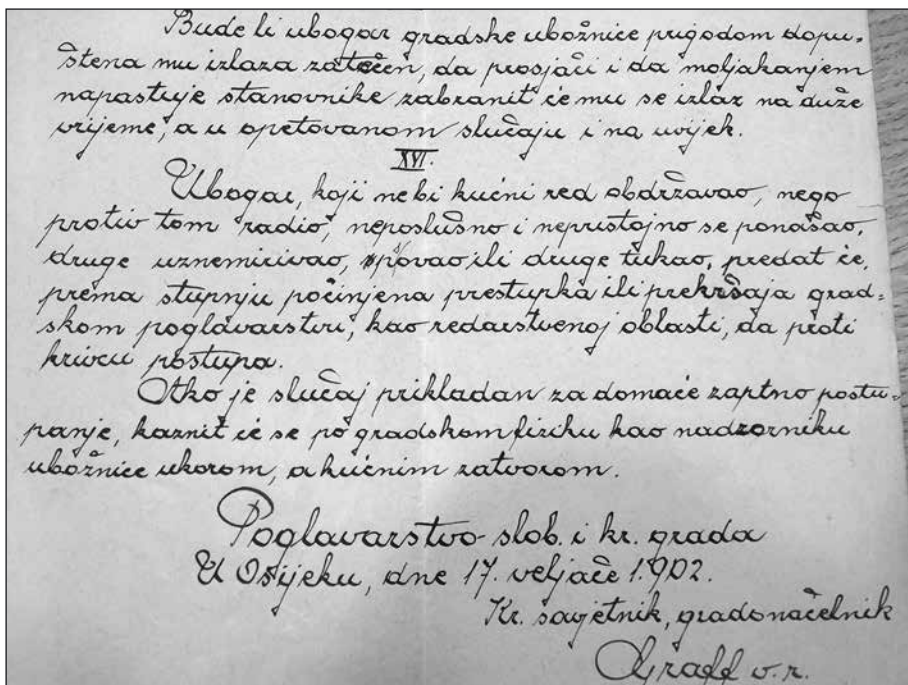 Bude li ubogar gradske ubožnice prigodom dopu-
štena mu izlaza zatečen, da prosjači i da moljakanjem
napastuje stanovnike zabranit će mu se izlaz na duže
vrijeme, a u opetovanom slučaju i na uvijek.
XVI.
Ubogar, koji nebi kućni red obdržavao, nego
protiv tom radio, neposlušno i nepristojno se ponašao,
druge uznemirivao, psovao ili druge tukao, predat će,
prema stupnju počinjena prestupka ili prekršaja grad-
skom poglavarstvu, kao redarstvenoj oblasti, da proti
krivcu postupa.
Ako je slučaj prikladan za domaće zaptno postu-
panje, kaznit će se po gradskom fiziku kao nadzorniku
ubožnice ukorom, a kućnim zatvorom.
Poglavarstvo slob. i kr. grada
U Osijeku, dne 17. veljače 1902.
Kr. savjetnik, gradonačelnik
Graff v. r.